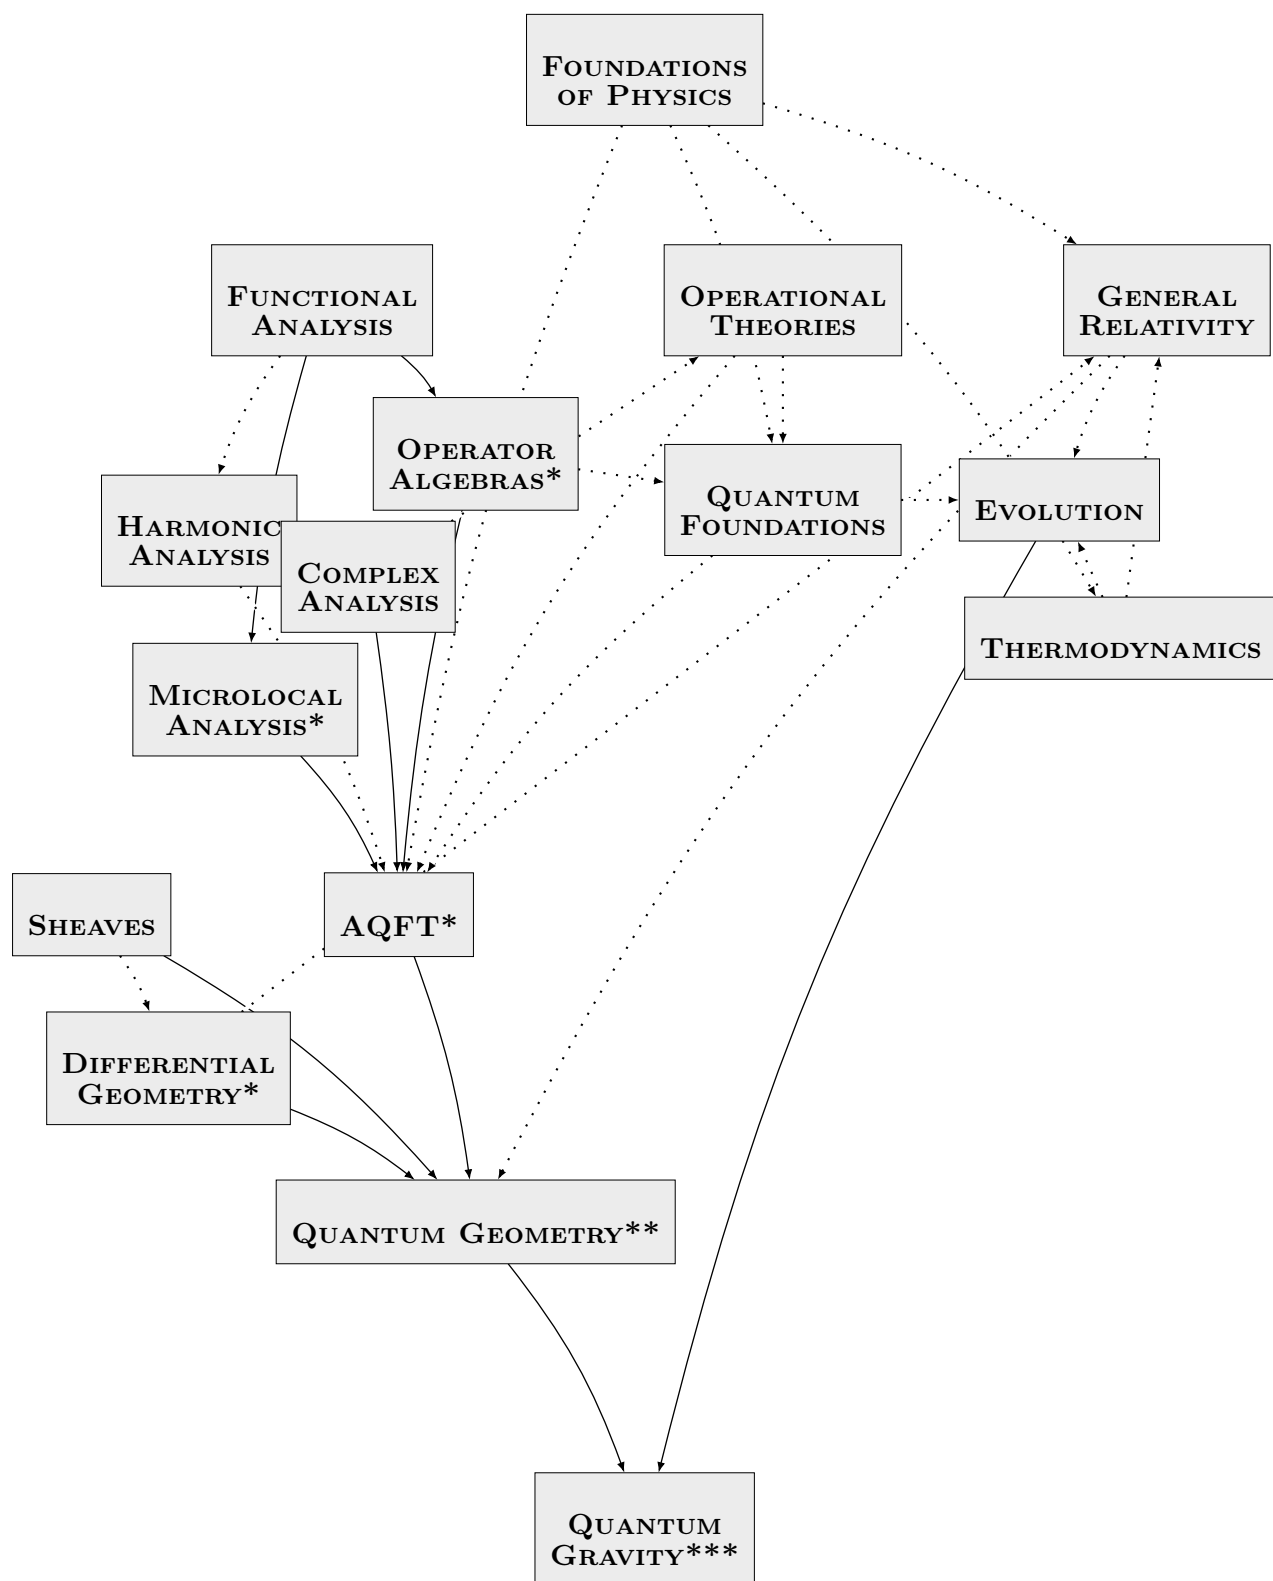 Foundations
of Physics
Functional
Analysis
Operational
Theories
General
Relativity
Operator
Algebras*
Quantum
Foundations
Evolution
Harmonic
Analysis
Complex
Analysis
Thermodynamics
Microlocal
Analysis*
Sheaves
AQFT*
Differential
Geometry*
Quantum Geometry**
Quantum
Gravity***